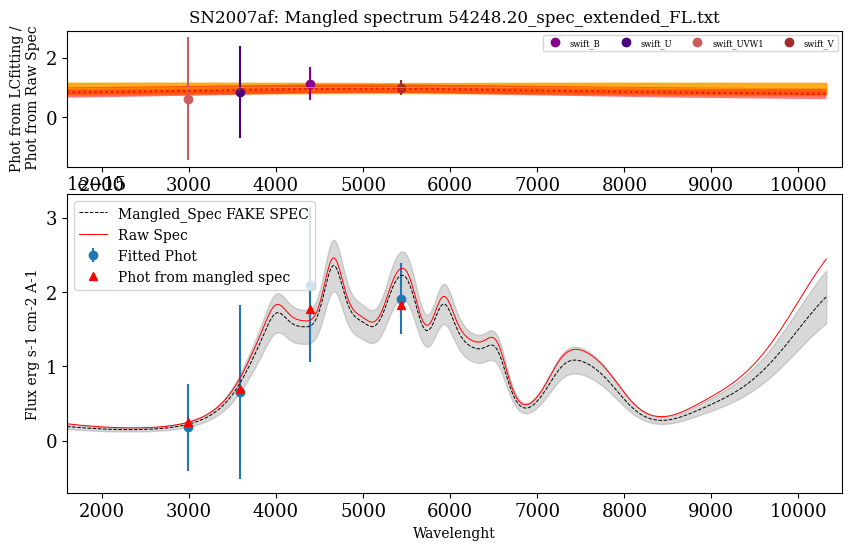 SN2007af: Mangled spectrum 54248.20_spec_extended_FL.txt
Phot from LCfitting /
Phot from Raw Spec
2
0
swift_B
swift_U
swift_UVW1
swift_V
2000 3000 4000 5000 6000 7000 8000 9000 10000
1e−15
Flux erg s-1 cm-2 A-1
3
2
1
0
Mangled_Spec FAKE SPEC
Raw Spec
Fitted Phot
Phot from mangled spec
2000 3000 4000 5000 6000 7000 8000 9000 10000
Wavelenght